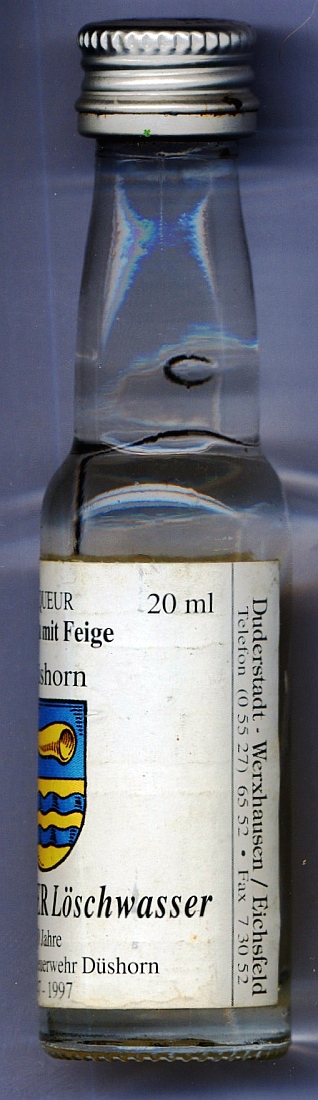 QUEUR 20 ml
mit Feige
shorn
ER Löschwasser
Jahre
uerwehr Düshorn
- 1997
Duderstadt - Werxhausen / Eichsfeld
Telefon (0 55 27) 65 52 • Fax 7 30 52